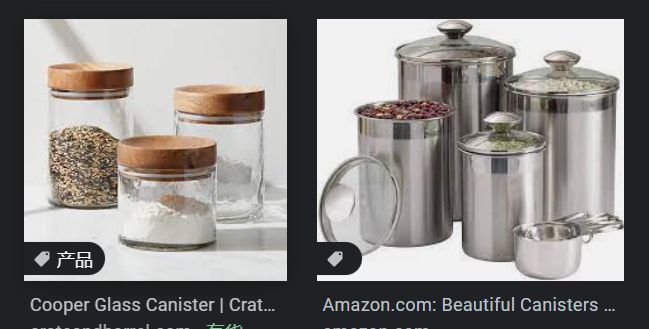 产品
Cooper Glass Canister | Crat...
Amazon.com: Beautiful Canisters ...